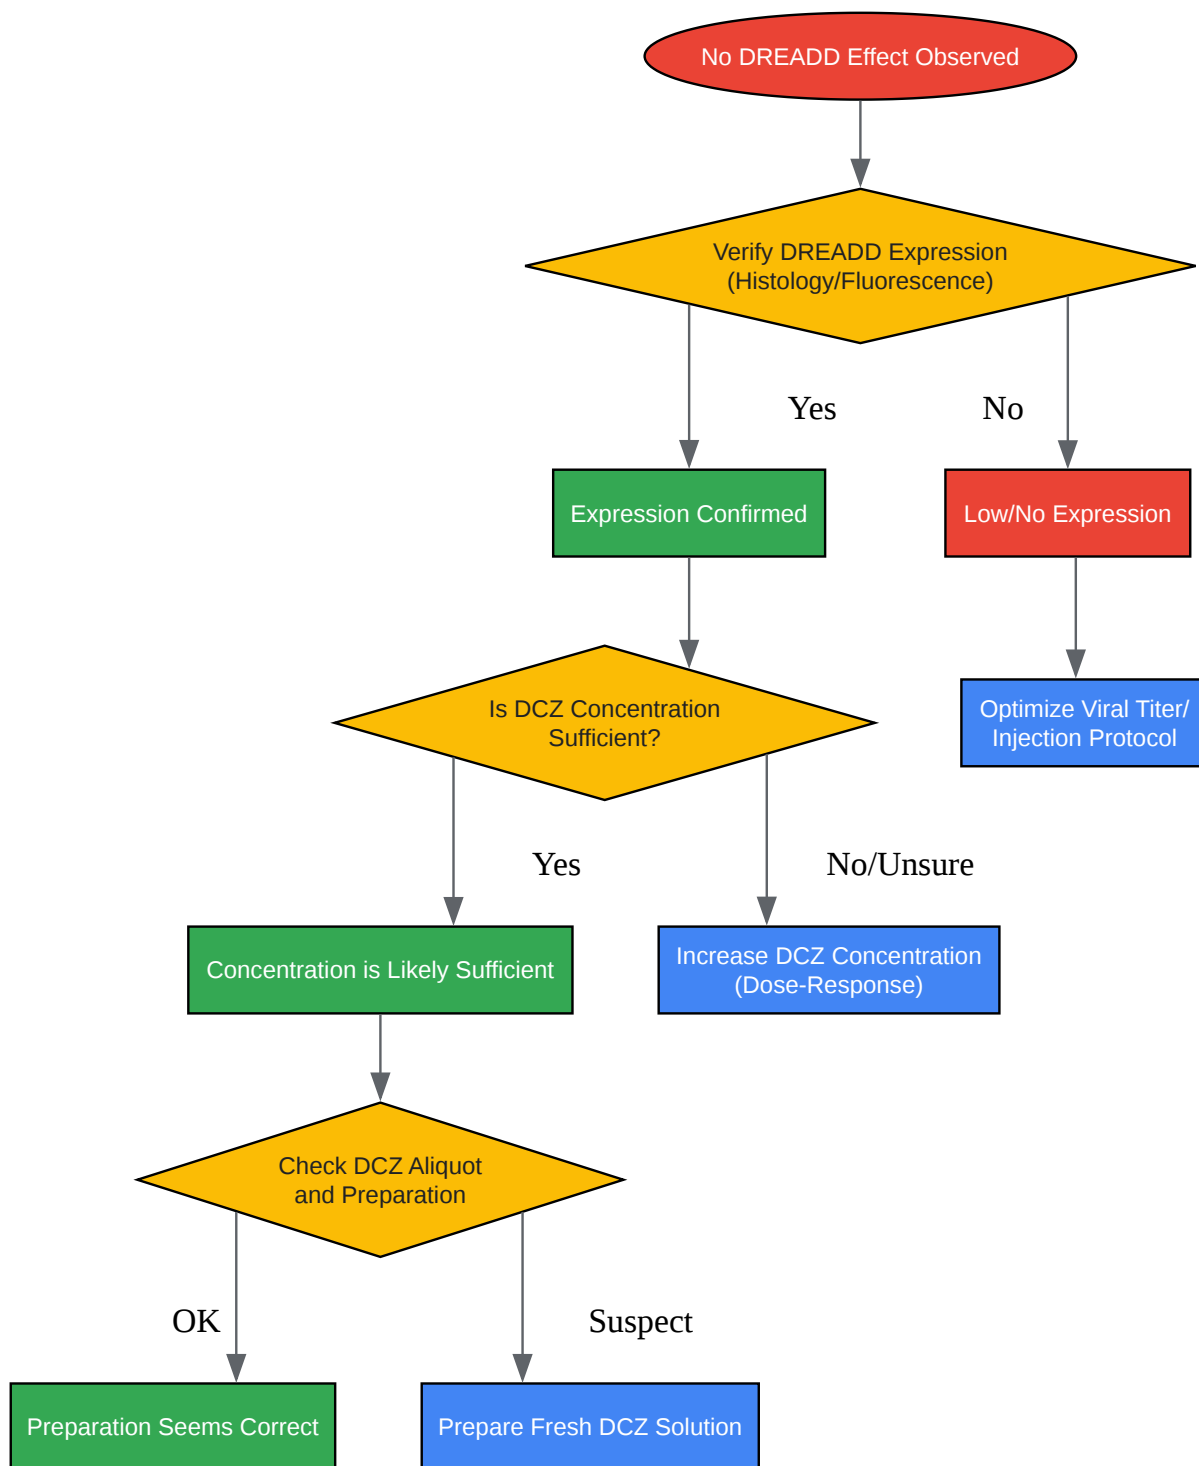 No DREADD Effect Observed
Verify DREADD Expression
(Histology/Fluorescence)
Yes
No
Expression Confirmed
Low/No Expression
Is DCZ Concentration
Sufficient?
Optimize Viral Titer/
Injection Protocol
Yes
No/Unsure
Concentration is Likely Sufficient
Increase DCZ Concentration
(Dose-Response)
Check DCZ Aliquot
and Preparation
OK
Suspect
Preparation Seems Correct
Prepare Fresh DCZ Solution